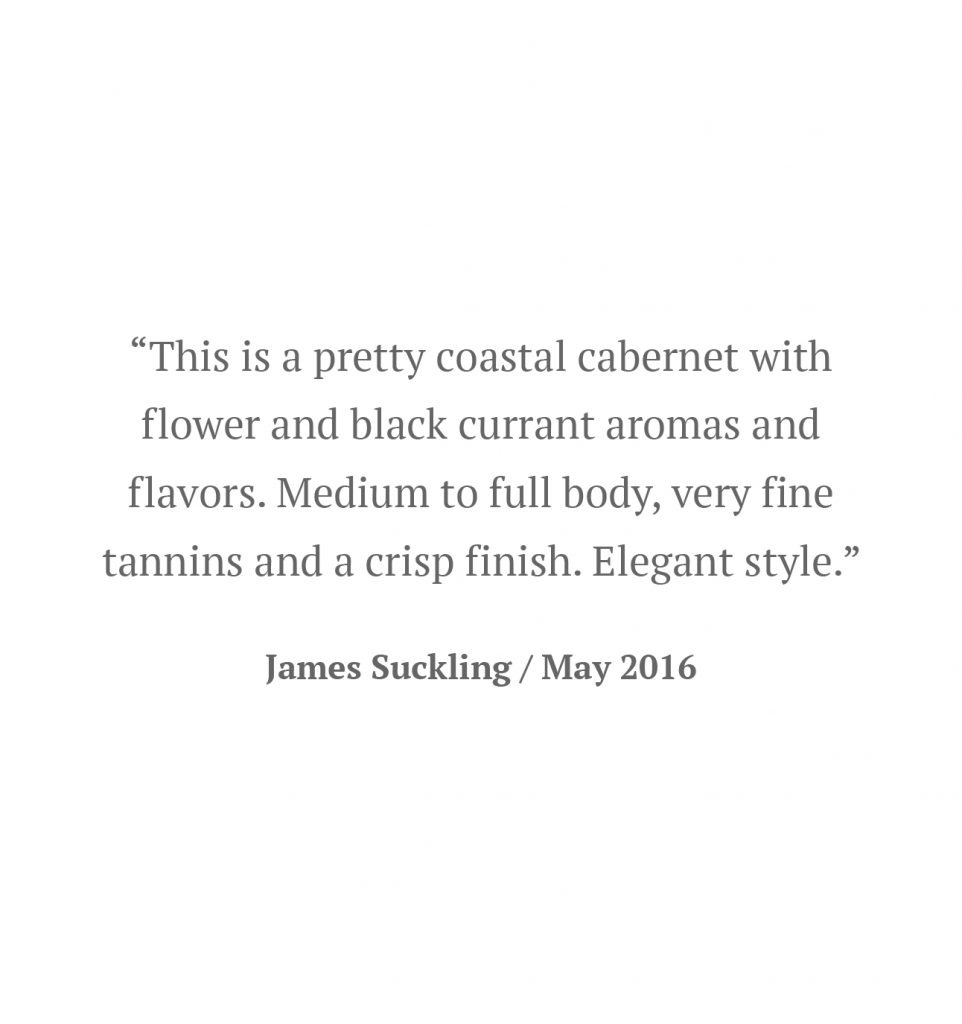 “This is a pretty coastal cabernet with
flower and black currant aromas and
flavors. Medium to full body, very fine
tannins and a crisp finish. Elegant style.”
James Suckling / May 2016